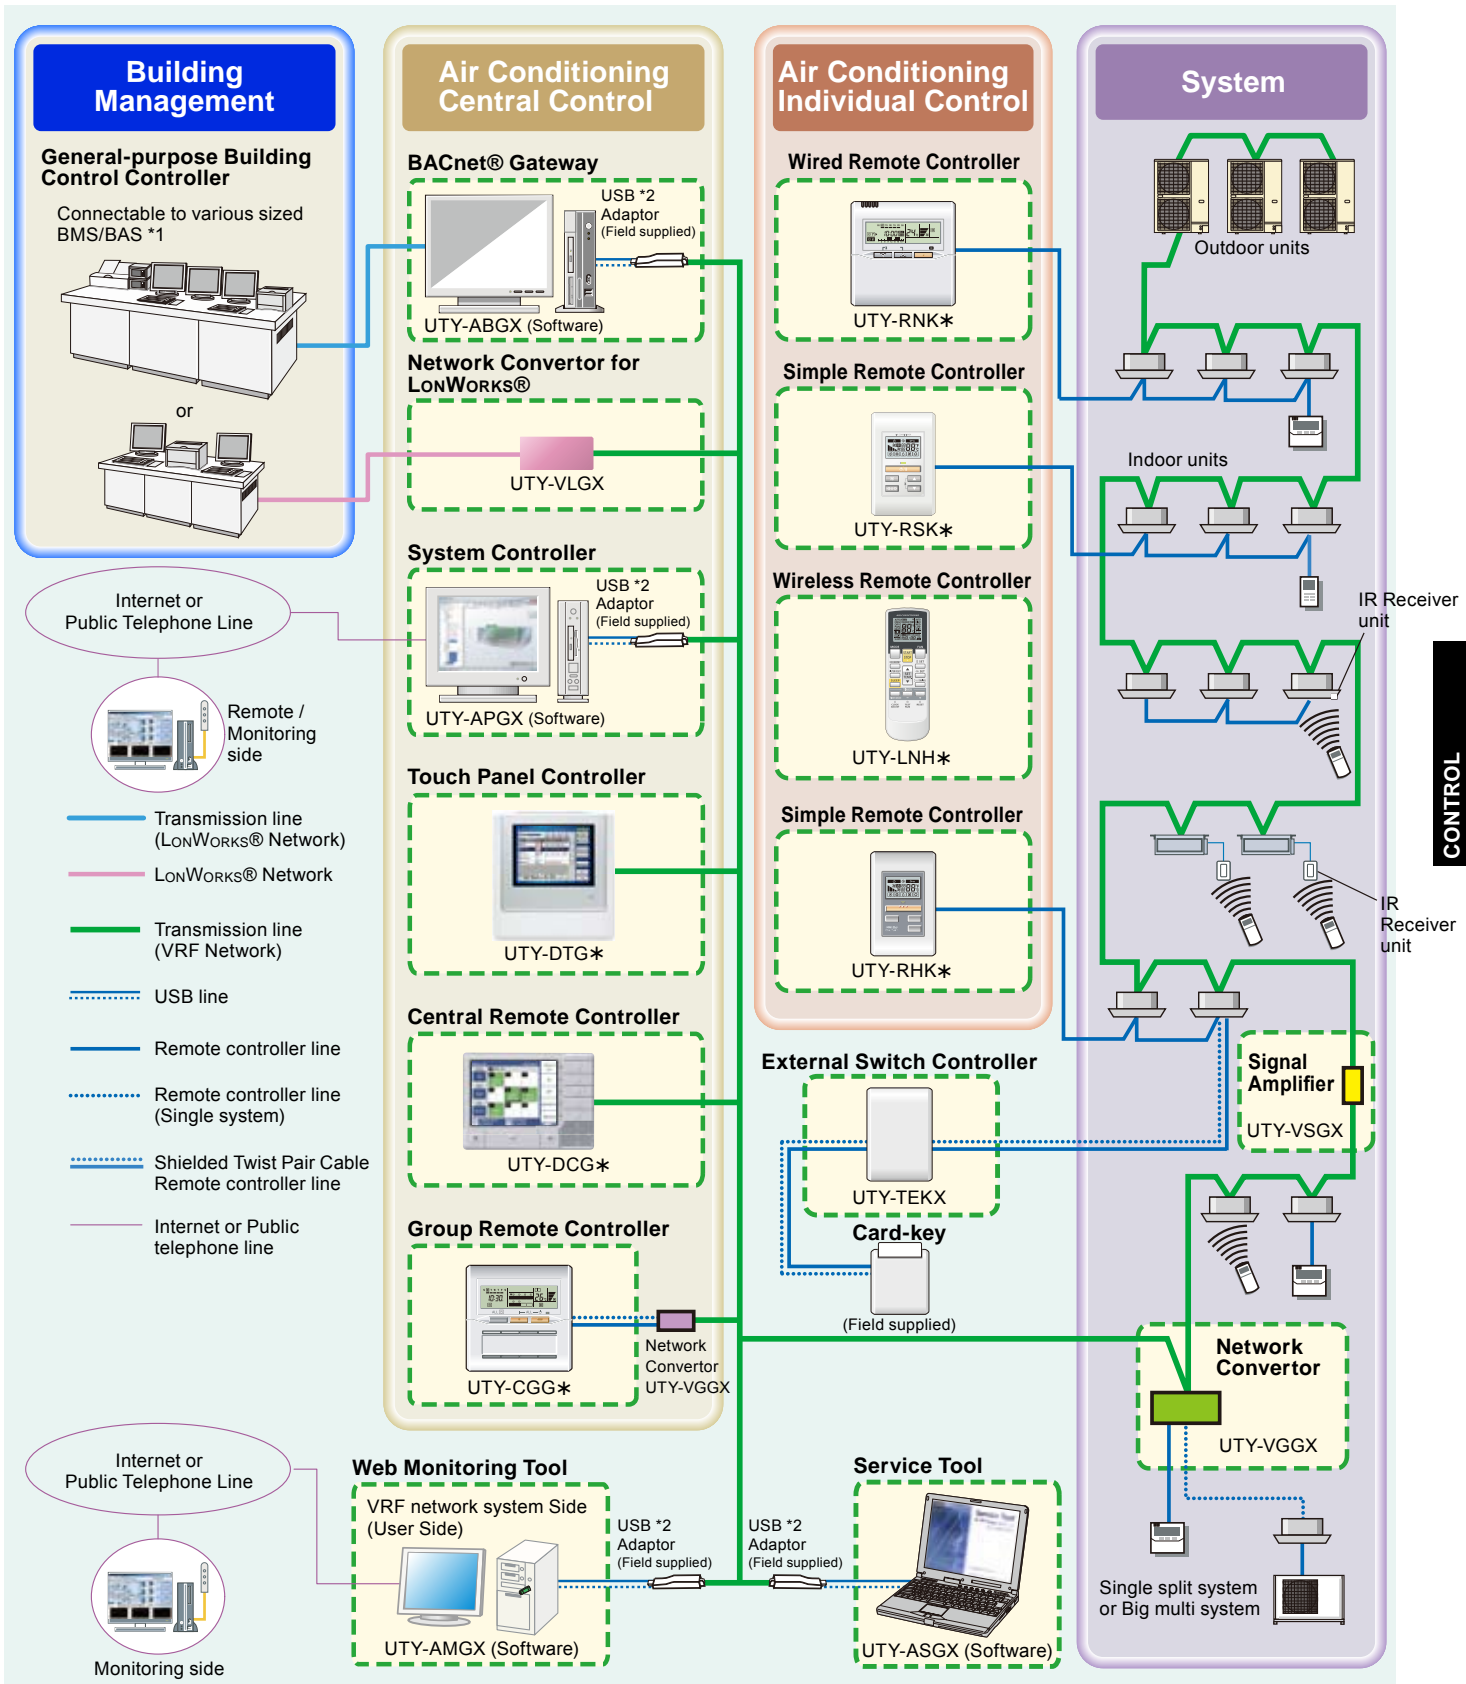 Building
Management
General-purpose Building
Control Controller
Connectable to various sized
BMS/BAS *1
or
Internet or
Public Telephone Line
Remote /
Monitoring
side
Transmission line
(LONWORKS® Network)
LONWORKS® Network
Transmission line
(VRF Network)
USB line
Remote controller line
Remote controller line
(Single system)
Shielded Twist Pair Cable
Remote controller line
Internet or Public
telephone line
Internet or
Public Telephone Line
Monitoring side
Air Conditioning
Central Control
BACnet® Gateway
USB *2
Adaptor
(Field supplied)
UTY-ABGX (Software)
Network Convertor for
LONWORKS®
UTY-VLGX
System Controller
USB *2
Adaptor
(Field supplied)
UTY-APGX (Software)
Touch Panel Controller
UTY-DTG*
Central Remote Controller
UTY-DCG*
Group Remote Controller
UTY-CGG*
Network
Convertor
UTY-VGGX
Web Monitoring Tool
VRF network system Side
(User Side)
USB *2
Adaptor
(Field supplied)
UTY-AMGX (Software)
Air Conditioning
Individual Control
Wired Remote Controller
UTY-RNK*
Simple Remote Controller
UTY-RSK*
Wireless Remote Controller
UTY-LNH*
Simple Remote Controller
UTY-RHK*
External Switch Controller
UTY-TEKX
Card-key
(Field supplied)
Service Tool
USB *2
Adaptor
(Field supplied)
UTY-ASGX (Software)
System
Outdoor units
Indoor units
IR Receiver
unit
IR
Receiver
unit
Signal
Amplifier
UTY-VSGX
Network
Convertor
UTY-VGGX
Single split system
or Big multi system
CONTROL